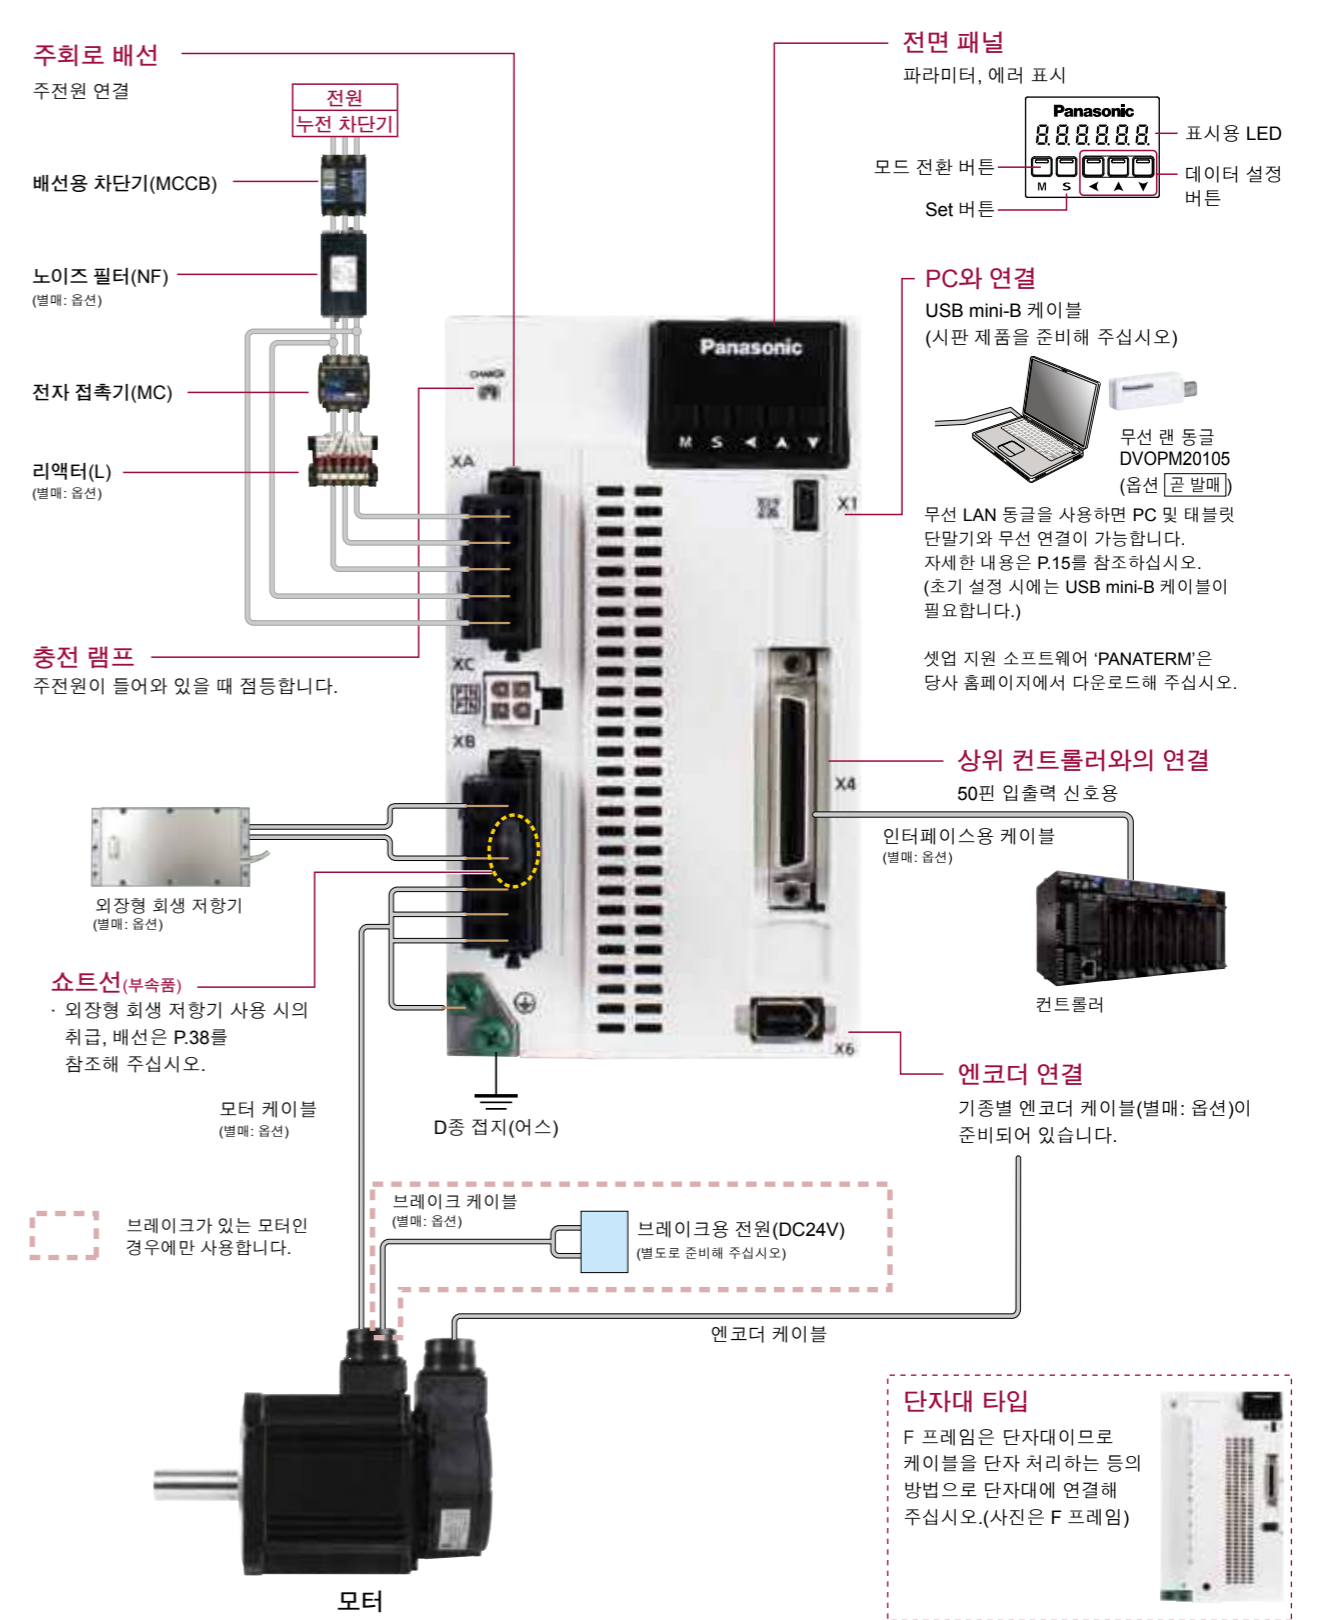 주회로 배선
주전원 연결
전원
누전 차단기
배선용 차단기(MCCB)
노이즈 필터(NF)
(별매: 옵션)
전자 접촉기(MC)
리액터(L)
(별매: 옵션)
충전 램프
주전원이 들어와 있을 때 점등합니다.
외장형 회생 저항기
(별매: 옵션)
쇼트선(부속품)
· 외장형 회생 저항기 사용 시의
취급, 배선은 P.38를
참조해 주십시오.
모터 케이블
(별매: 옵션)
D종 접지(어스)
CHARGE
Panasonic
M S ◀ ▲ ▼
XA
XC
XB
X1
X4
X6
전면 패널
파라미터, 에러 표시
Panasonic
8.8.8.8.8.8.
M S ◀ ▲ ▼
표시용 LED
모드 전환 버튼
데이터 설정
버튼
Set 버튼
PC와 연결
USB mini-B 케이블
(시판 제품을 준비해 주십시오)
무선 랜 동글
DVOPM20105
(옵션 곧 발매)
무선 LAN 동글을 사용하면 PC 및 태블릿
단말기와 무선 연결이 가능합니다.
자세한 내용은 P.15를 참조하십시오.
(초기 설정 시에는 USB mini-B 케이블이
필요합니다.)
셋업 지원 소프트웨어 ‘PANATERM’은
당사 홈페이지에서 다운로드해 주십시오.
상위 컨트롤러와의 연결
50핀 입출력 신호용
인터페이스용 케이블
(별매: 옵션)
컨트롤러
엔코더 연결
기종별 엔코더 케이블(별매: 옵션)이
준비되어 있습니다.
브레이크가 있는 모터인
경우에만 사용합니다.
브레이크 케이블
(별매: 옵션)
브레이크용 전원(DC24V)
(별도로 준비해 주십시오)
엔코더 케이블
모터
단자대 타입
F 프레임은 단자대이므로
케이블을 단자 처리하는 등의
방법으로 단자대에 연결해
주십시오.(사진은 F 프레임)